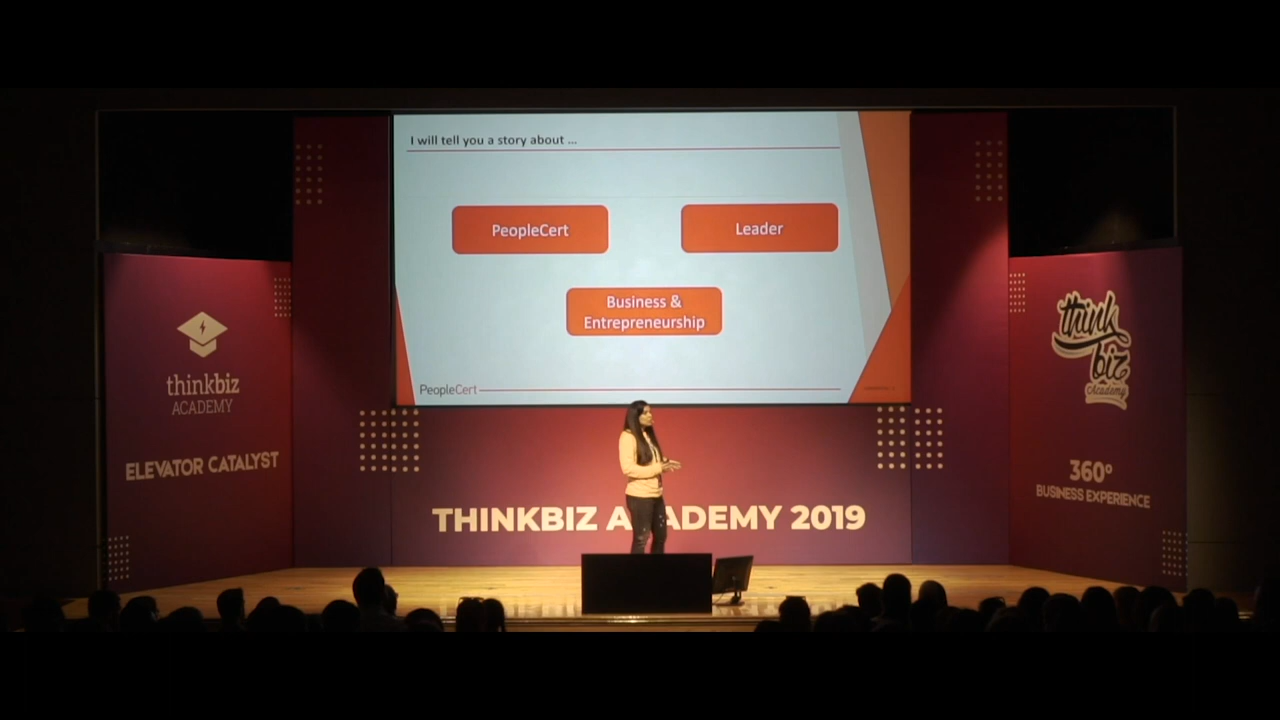 I will tell you a story about ...
PeopleCert
Leader
Business &
Entrepreneurship
PeopleCert
thinkbiz
ACADEMY
ELEVATOR CATALYST
think
biz
Academy
360°
BUSINESS EXPERIENCE
THINKBIZ A ADEMY 2019